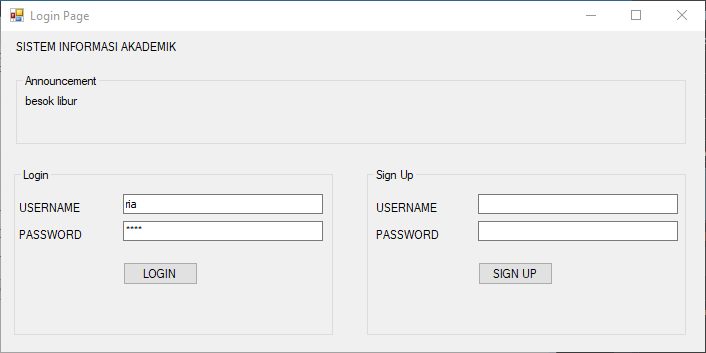 Login Page
SISTEM INFORMASI AKADEMIK
Announcement
besok libur
Login
USERNAME ria
PASSWORD ****
LOGIN
Sign Up
USERNAME
PASSWORD
SIGN UP